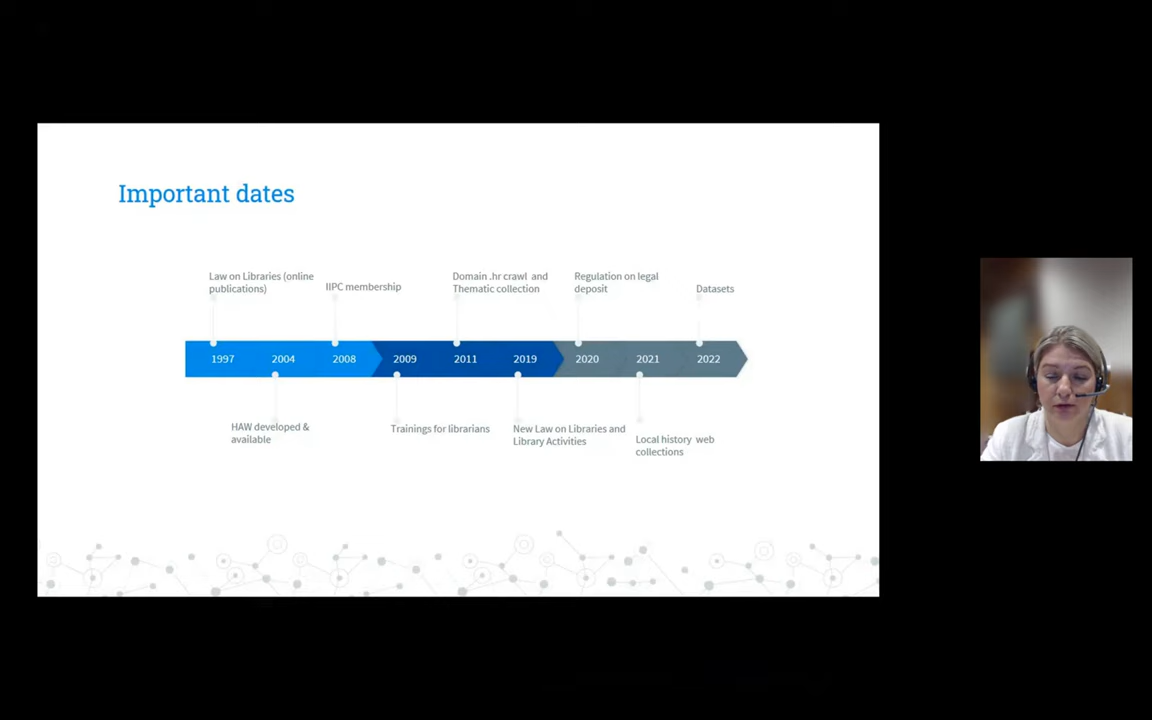 Important dates
Law on Libraries (online
publications)
IIPC membership
Domain .hr crawl and
Thematic collection
Regulation on legal
deposit
Datasets
1997 2004 2008 2009 2011 2019 2020 2021 2022
HAW developed &
available
Trainings for librarians
New Law on Libraries and
Library Activities
Local history web
collections